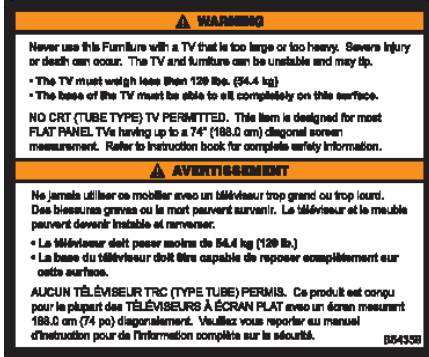 ⚠ WARNING
Never use this Furniture with a TV that is too large or too heavy. Severe injury
or death can occur. The TV and furniture can be unstable and may tip.
• The TV must weigh less than 120 lbs. (54.4 kg)
• The base of the TV must be able to sit completely on this surface.
NO CRT (TUBE TYPE) TV PERMITTED. This item is designed for most
FLAT PANEL TVs having up to a 74" (188.0 cm) diagonal screen
measurement. Refer to instruction book for complete safety information.
⚠ AVERTISSEMENT
Ne jamais utiliser ce mobilier avec un téléviseur trop grand ou trop lourd.
Des blessures graves ou la mort peuvent survenir. Le téléviseur et le meuble
peuvent devenir instable et renverser.
• Le téléviseur doit peser moins de 54.4 kg (120 lb.)
• La base du téléviseur doit être capable de reposer complètement sur
cette surface.
AUCUN TÉLÉVISEUR TRC (TYPE TUBE) PERMIS. Ce produit est conçu
pour la plupart des TÉLÉVISEURS À ÉCRAN PLAT avec un écran mesurant
188.0 cm (74 po) diagonalement. Veuillez vous reporter au manuel
d'instruction pour de l'information complète sur la sécurité.